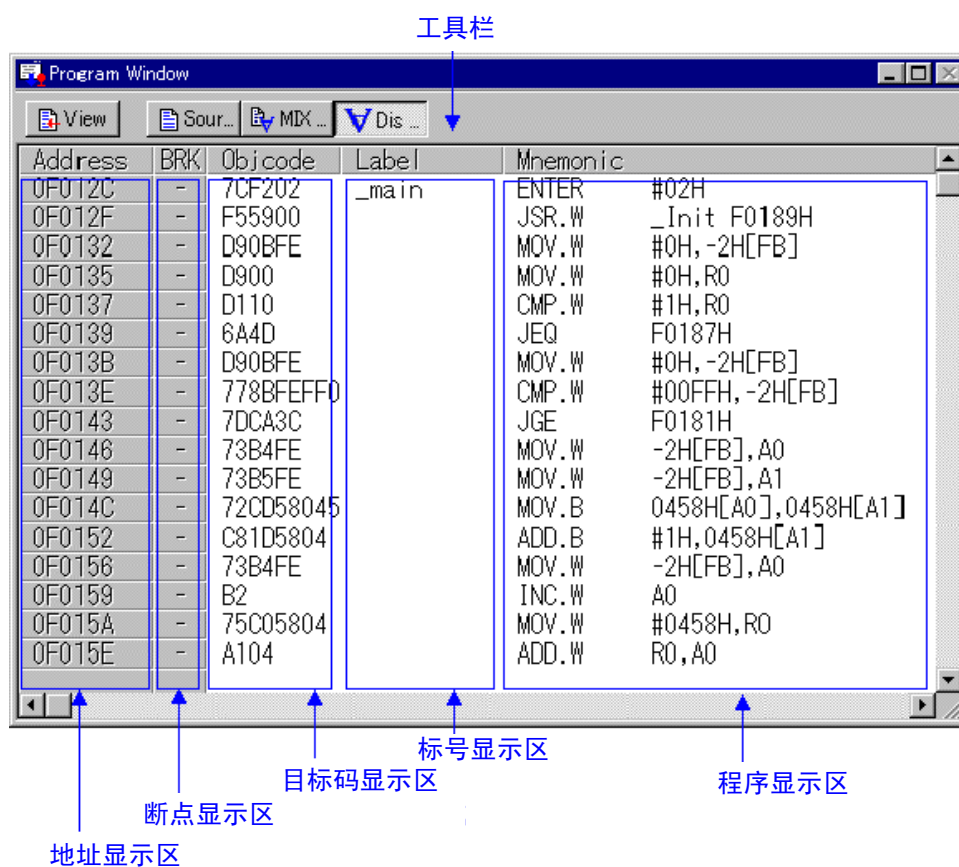 工具栏
Program Window
View Sour... MIX ... Dis ...
Address BRK Objcode Label Mnemonic
0F012C - 7CF202 _main ENTER #02H
0F012F - F55900 JSR.W _Init F0189H
0F0132 - D90BFE MOV.W #0H,-2H[FB]
0F0135 - D900 MOV.W #0H,R0
0F0137 - D110 CMP.W #1H,R0
0F0139 - 6A4D JEQ F0187H
0F013B - D90BFE MOV.W #0H,-2H[FB]
0F013E - 778BFEFF0 CMP.W #00FFH,-2H[FB]
0F0143 - 7DCA3C JGE F0181H
0F0146 - 73B4FE MOV.W -2H[FB],A0
0F0149 - 73B5FE MOV.W -2H[FB],A1
0F014C - 72CD58045 MOV.B 0458H[A0],0458H[A1]
0F0152 - C81D5804 ADD.B #1H,0458H[A1]
0F0156 - 73B4FE MOV.W -2H[FB],A0
0F0159 - B2 INC.W A0
0F015A - 75C05804 MOV.W #0458H,R0
0F015E - A104 ADD.W R0,A0
标号显示区
目标码显示区
程序显示区
断点显示区
地址显示区